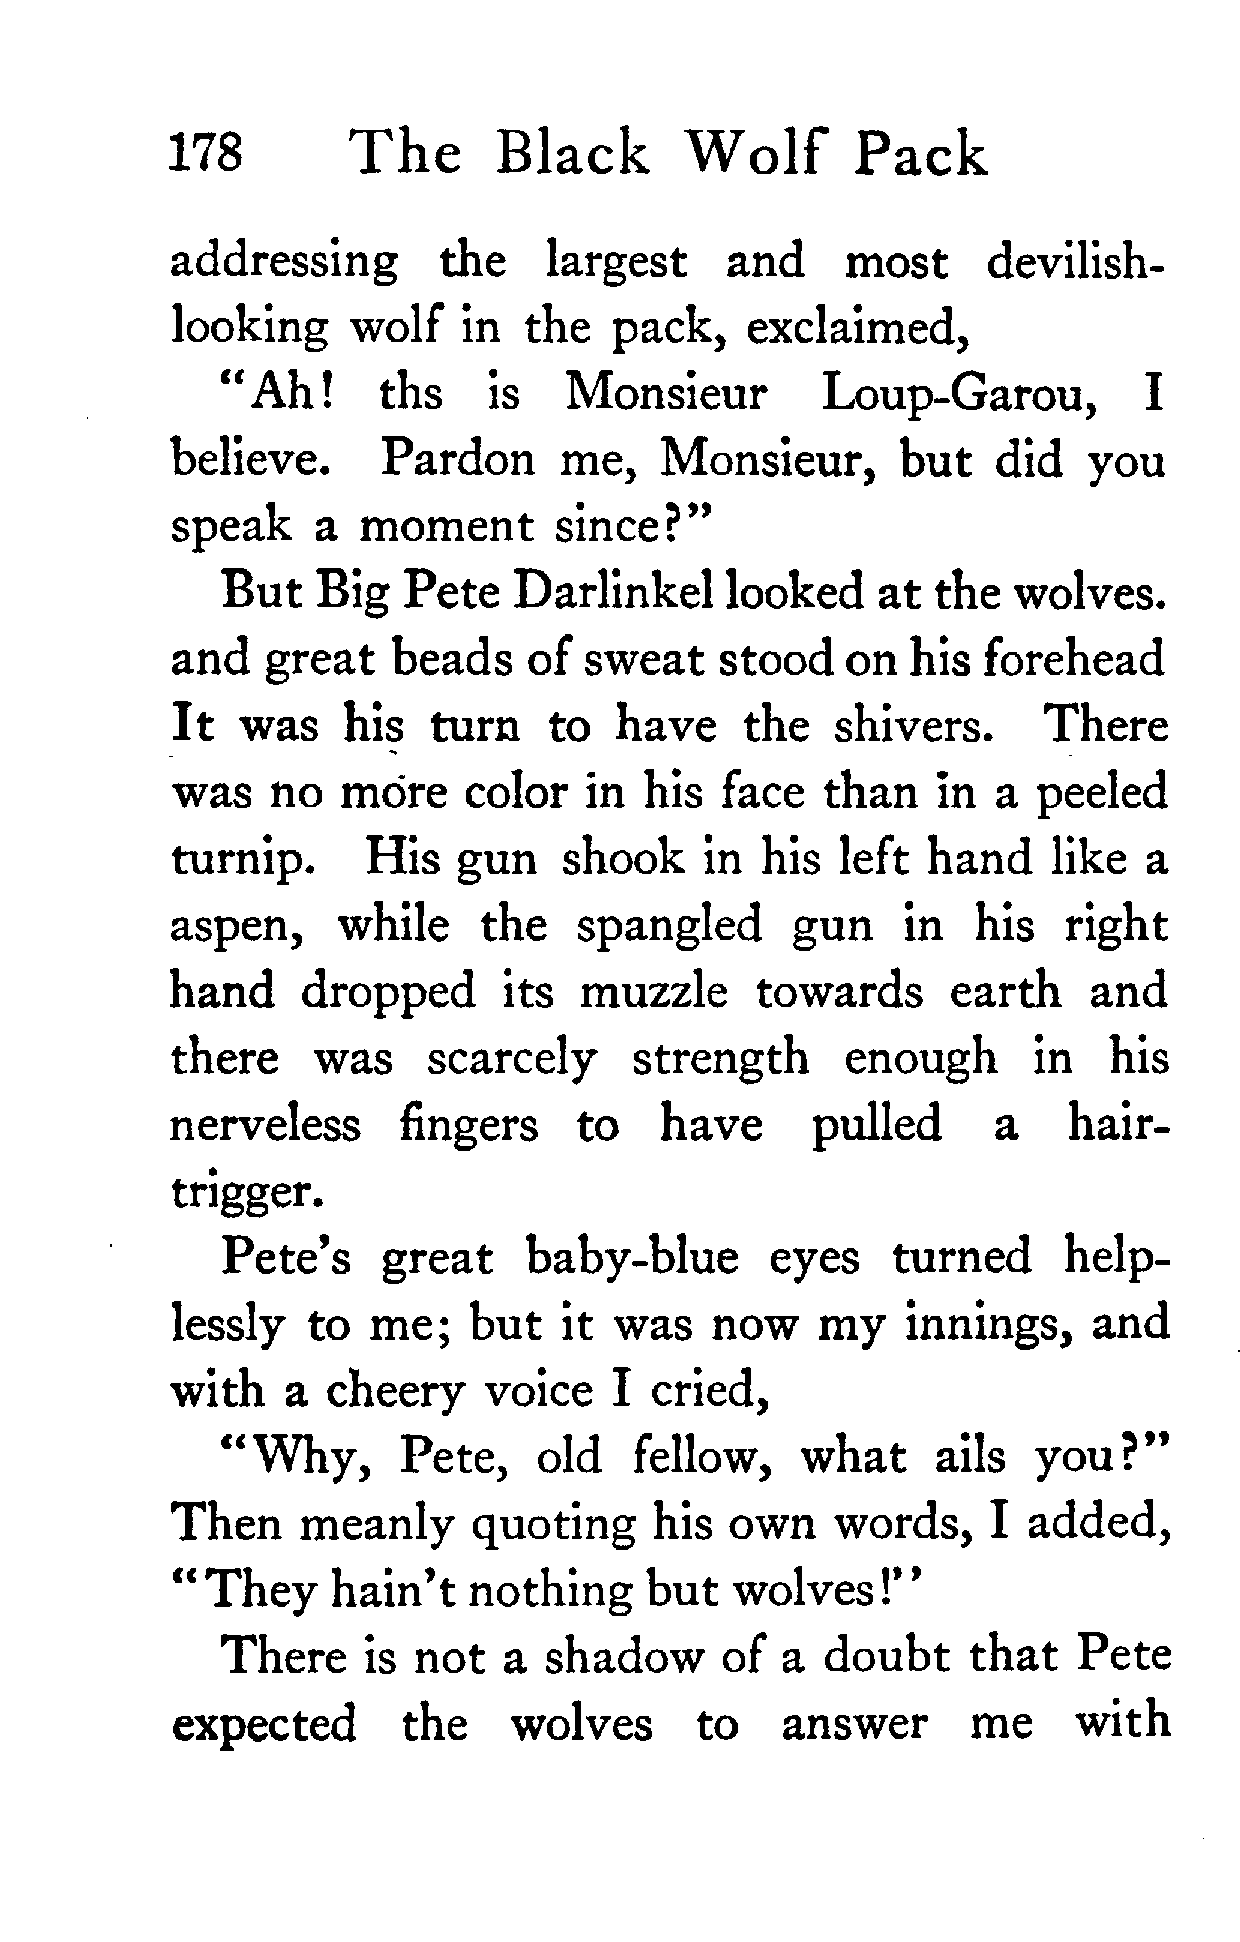 178 The Black Wolf Pack
addressing the largest and most devilish-
looking wolf in the pack, exclaimed,
"Ah! ths is Monsieur Loup-Garou, I
believe. Pardon me, Monsieur, but did you
speak a moment since?"
But Big Pete Darlinkel looked at the wolves.
and great beads of sweat stood on his forehead
It was his turn to have the shivers. There
was no more color in his face than in a peeled
turnip. His gun shook in his left hand like a
aspen, while the spangled gun in his right
hand dropped its muzzle towards earth and
there was scarcely strength enough in his
nerveless fingers to have pulled a hair-
trigger.
Pete's great baby-blue eyes turned help-
lessly to me; but it was now my innings, and
with a cheery voice I cried,
"Why, Pete, old fellow, what ails you?"
Then meanly quoting his own words, I added,
"They hain't nothing but wolves!"
There is not a shadow of a doubt that Pete
expected the wolves to answer me with